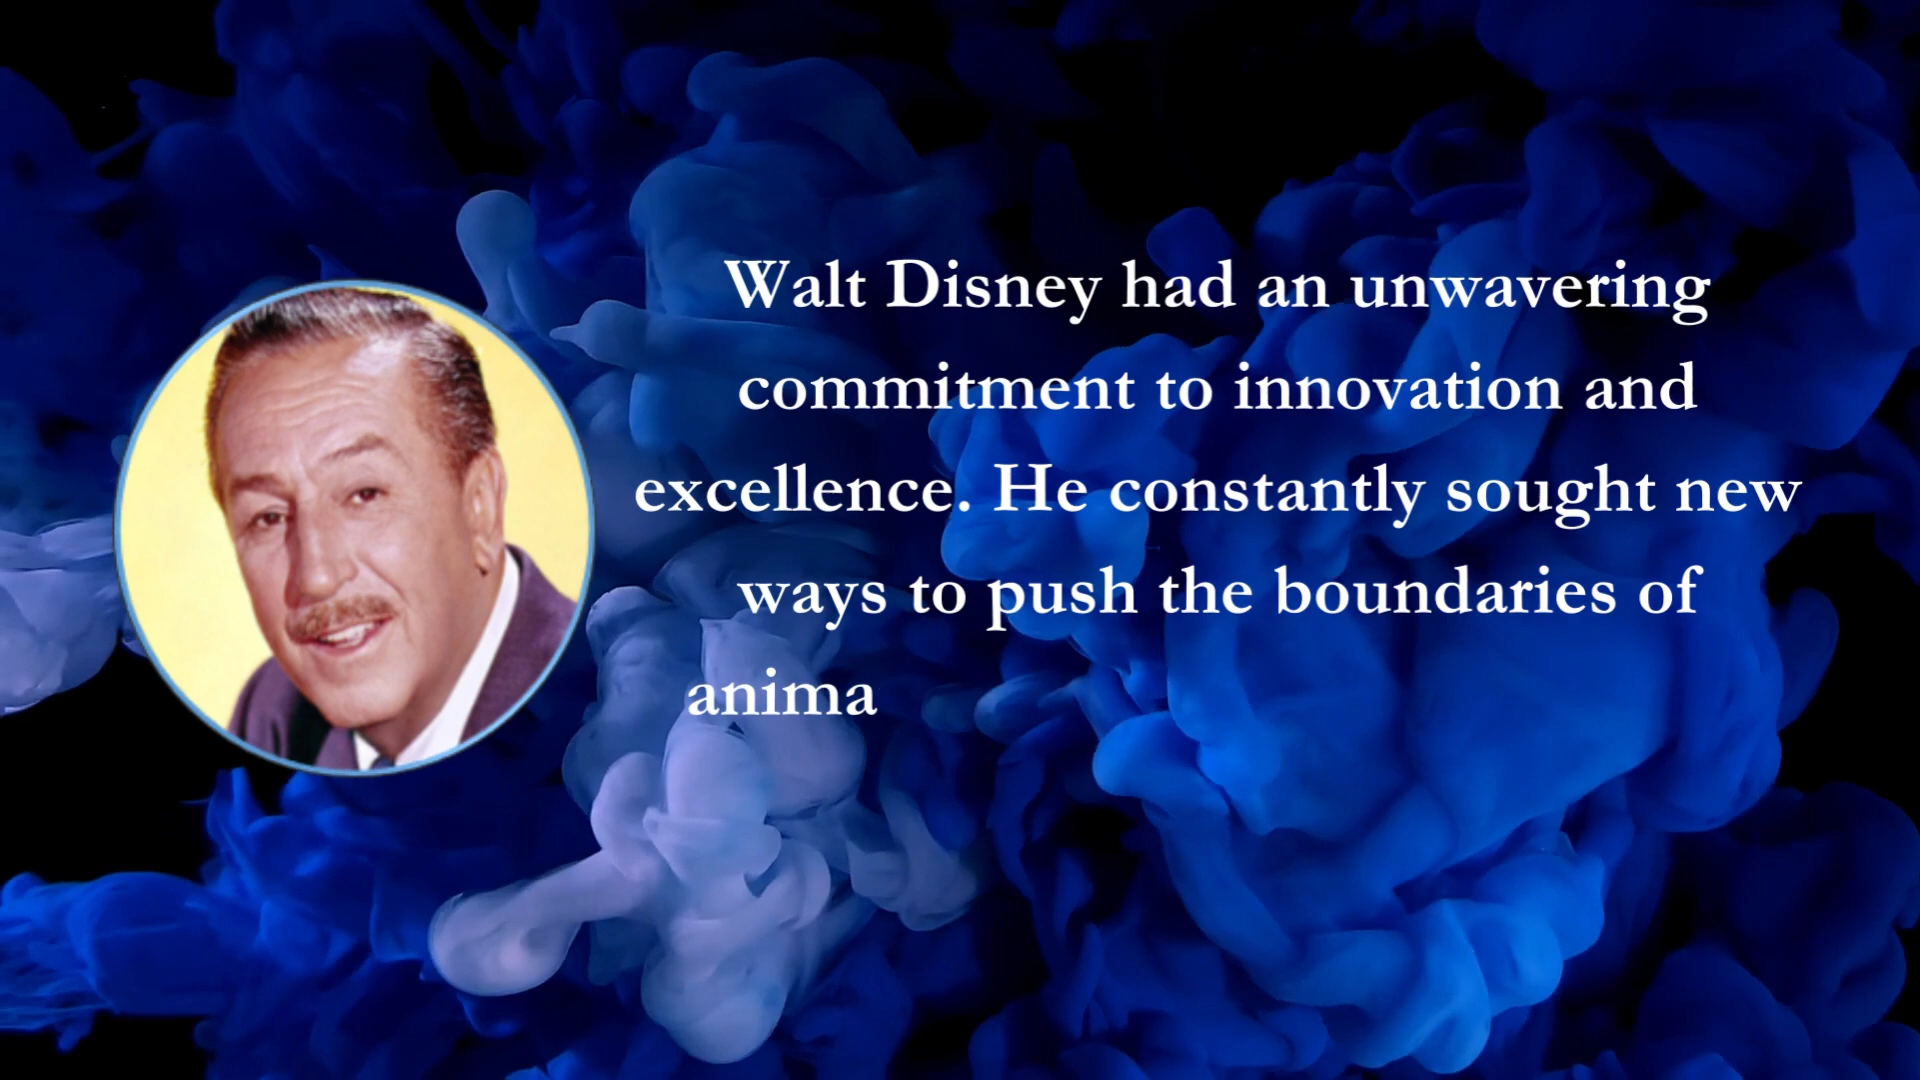 Walt Disney had an unwavering
commitment to innovation and
excellence. He constantly sought new
ways to push the boundaries of
anima